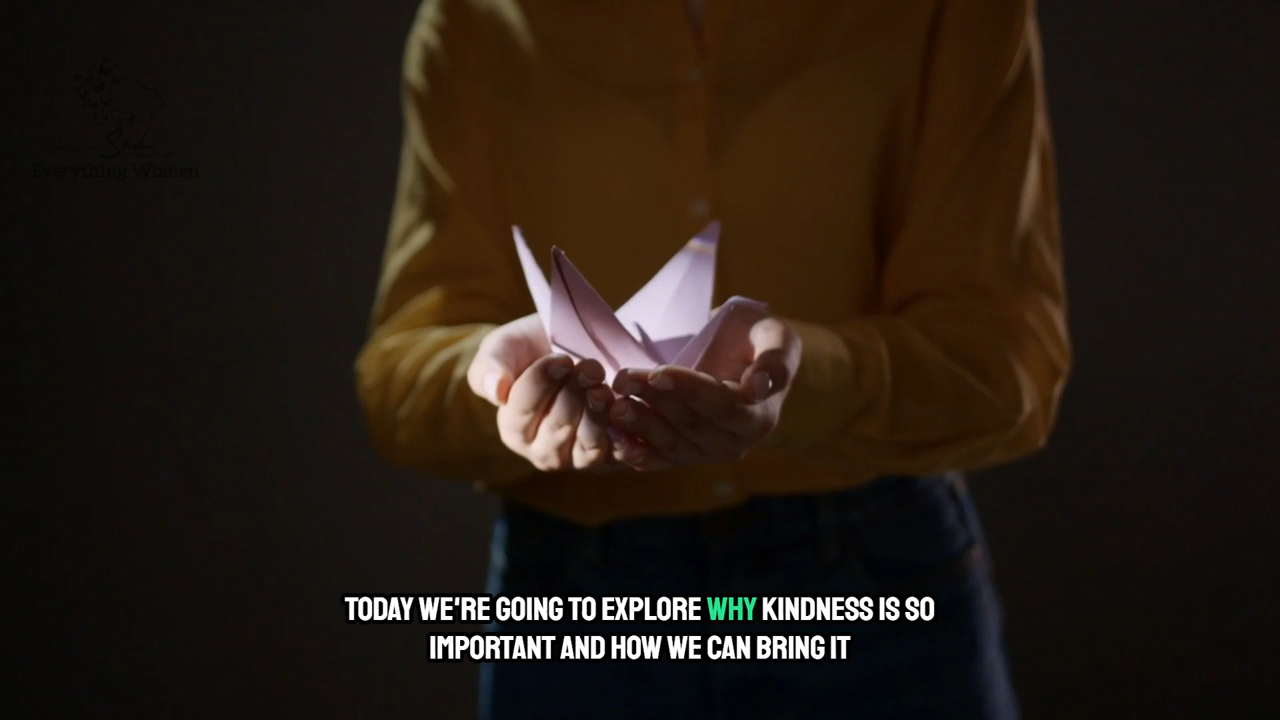 Everything Women
TODAY WE'RE GOING TO EXPLORE WHY KINDNESS IS SO
IMPORTANT AND HOW WE CAN BRING IT